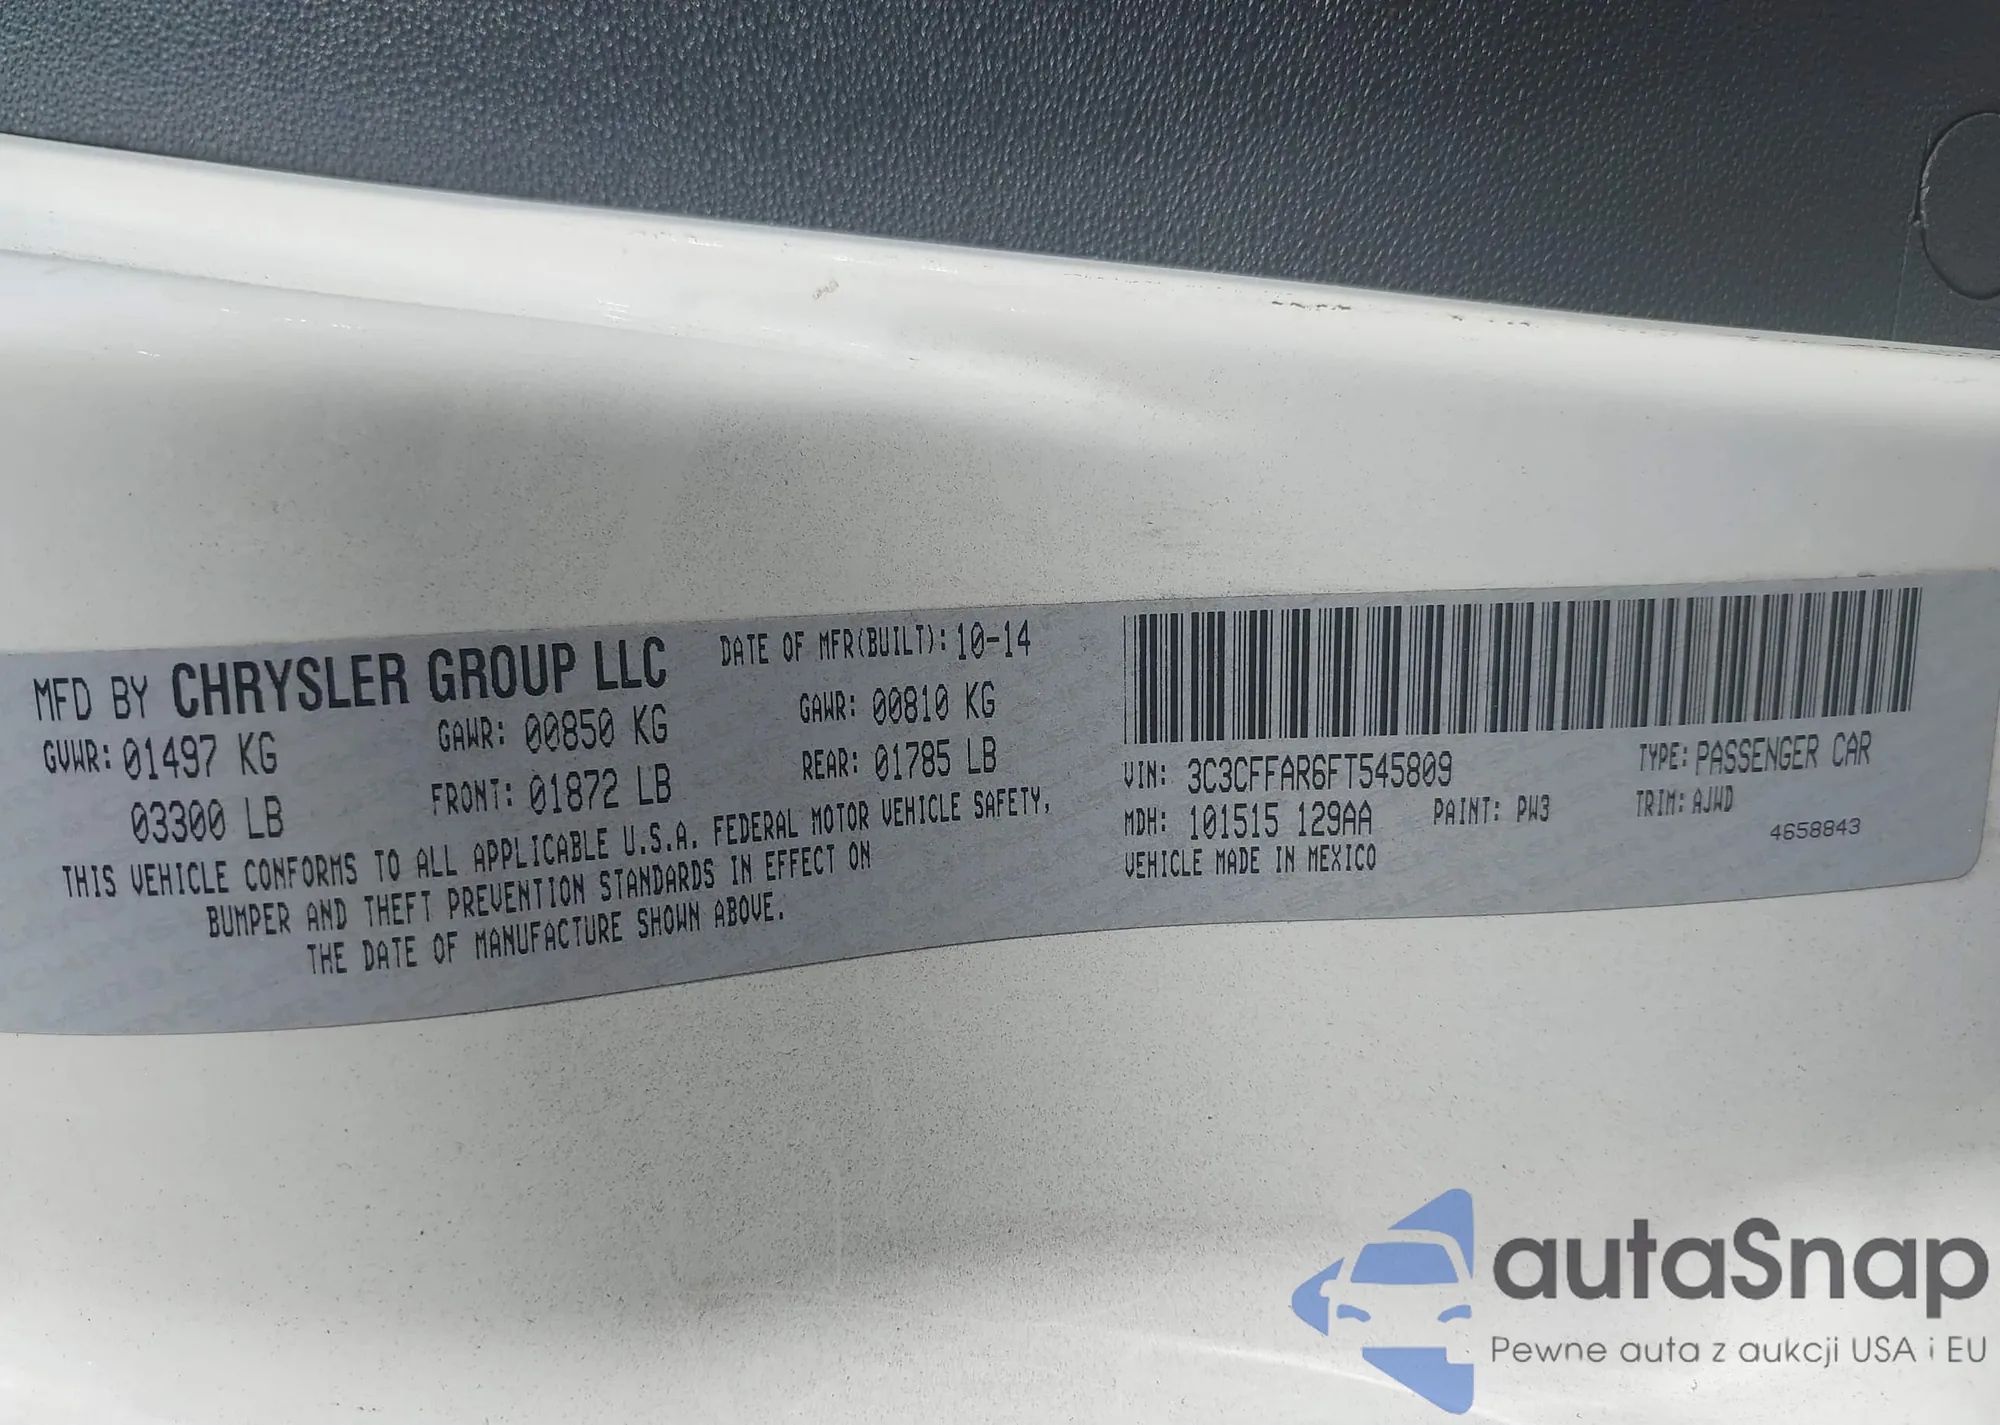 MFD BY CHRYSLER GROUP LLC DATE OF MFR(BUILT): 10-14
GVWR: 01497 KG GAWR: 00850 KG GAWR: 00810 KG
03300 LB FRONT: 01872 LB REAR: 01785 LB
THIS VEHICLE CONFORMS TO ALL APPLICABLE U.S.A. FEDERAL MOTOR VEHICLE SAFETY,
BUMPER AND THEFT PREVENTION STANDARDS IN EFFECT ON
THE DATE OF MANUFACTURE SHOWN ABOVE.
VIN: 3C3CFFAR6FT545809 TYPE: PASSENGER CAR
MDH: 101515 129AA PAINT: PW3 TRIM: AJWD
VEHICLE MADE IN MEXICO 4658843
autaSnap
Pewne auta z aukcji USA i EU